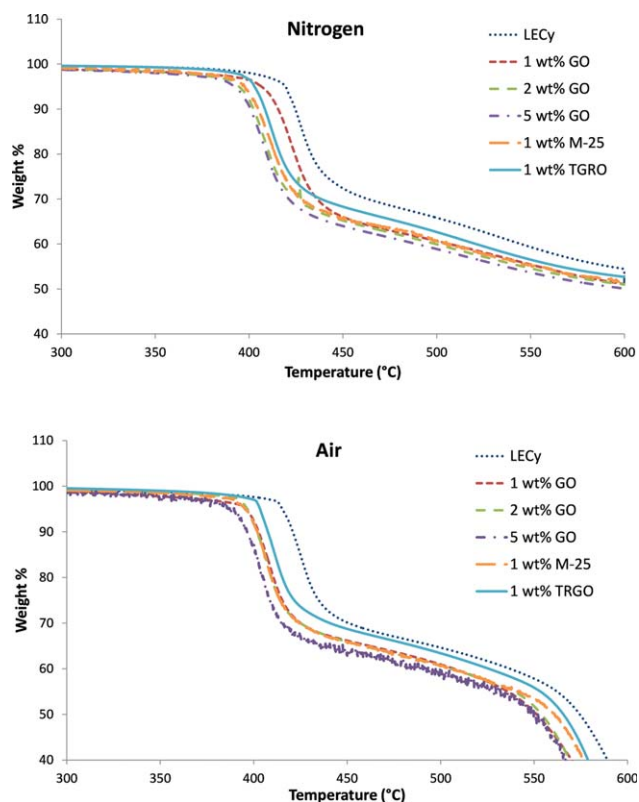 Nitrogen
110
100
90
80
70
60
50
40
Weight %
300
350
400
450
500
550
600
Temperature (°C)
LECy
1 wt% GO
2 wt% GO
5 wt% GO
1 wt% M-25
1 wt% TGRO
Air
110
100
90
80
70
60
50
40
Weight %
300
350
400
450
500
550
600
Temperature (°C)
LECy
1 wt% GO
2 wt% GO
5 wt% GO
1 wt% M-25
1 wt% TRGO